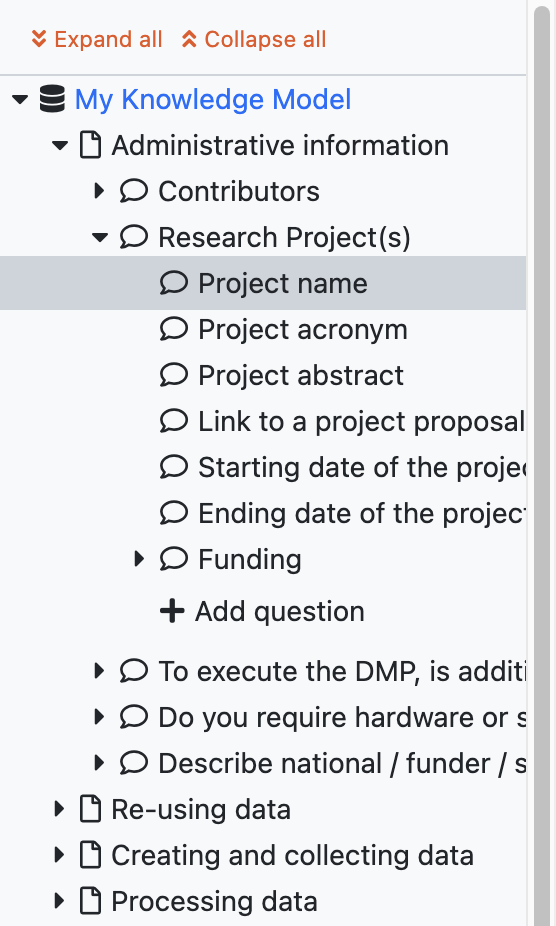 Expand all Collapse all
My Knowledge Model
Administrative information
Contributors
Research Project(s)
Project name
Project acronym
Project abstract
Link to a project proposal
Starting date of the
Ending date of the project
Funding
Add question
To execute the DMP, is
Do you require hardware or
Describe national / funder /
Re-using data
Creating and collecting data
Processing data